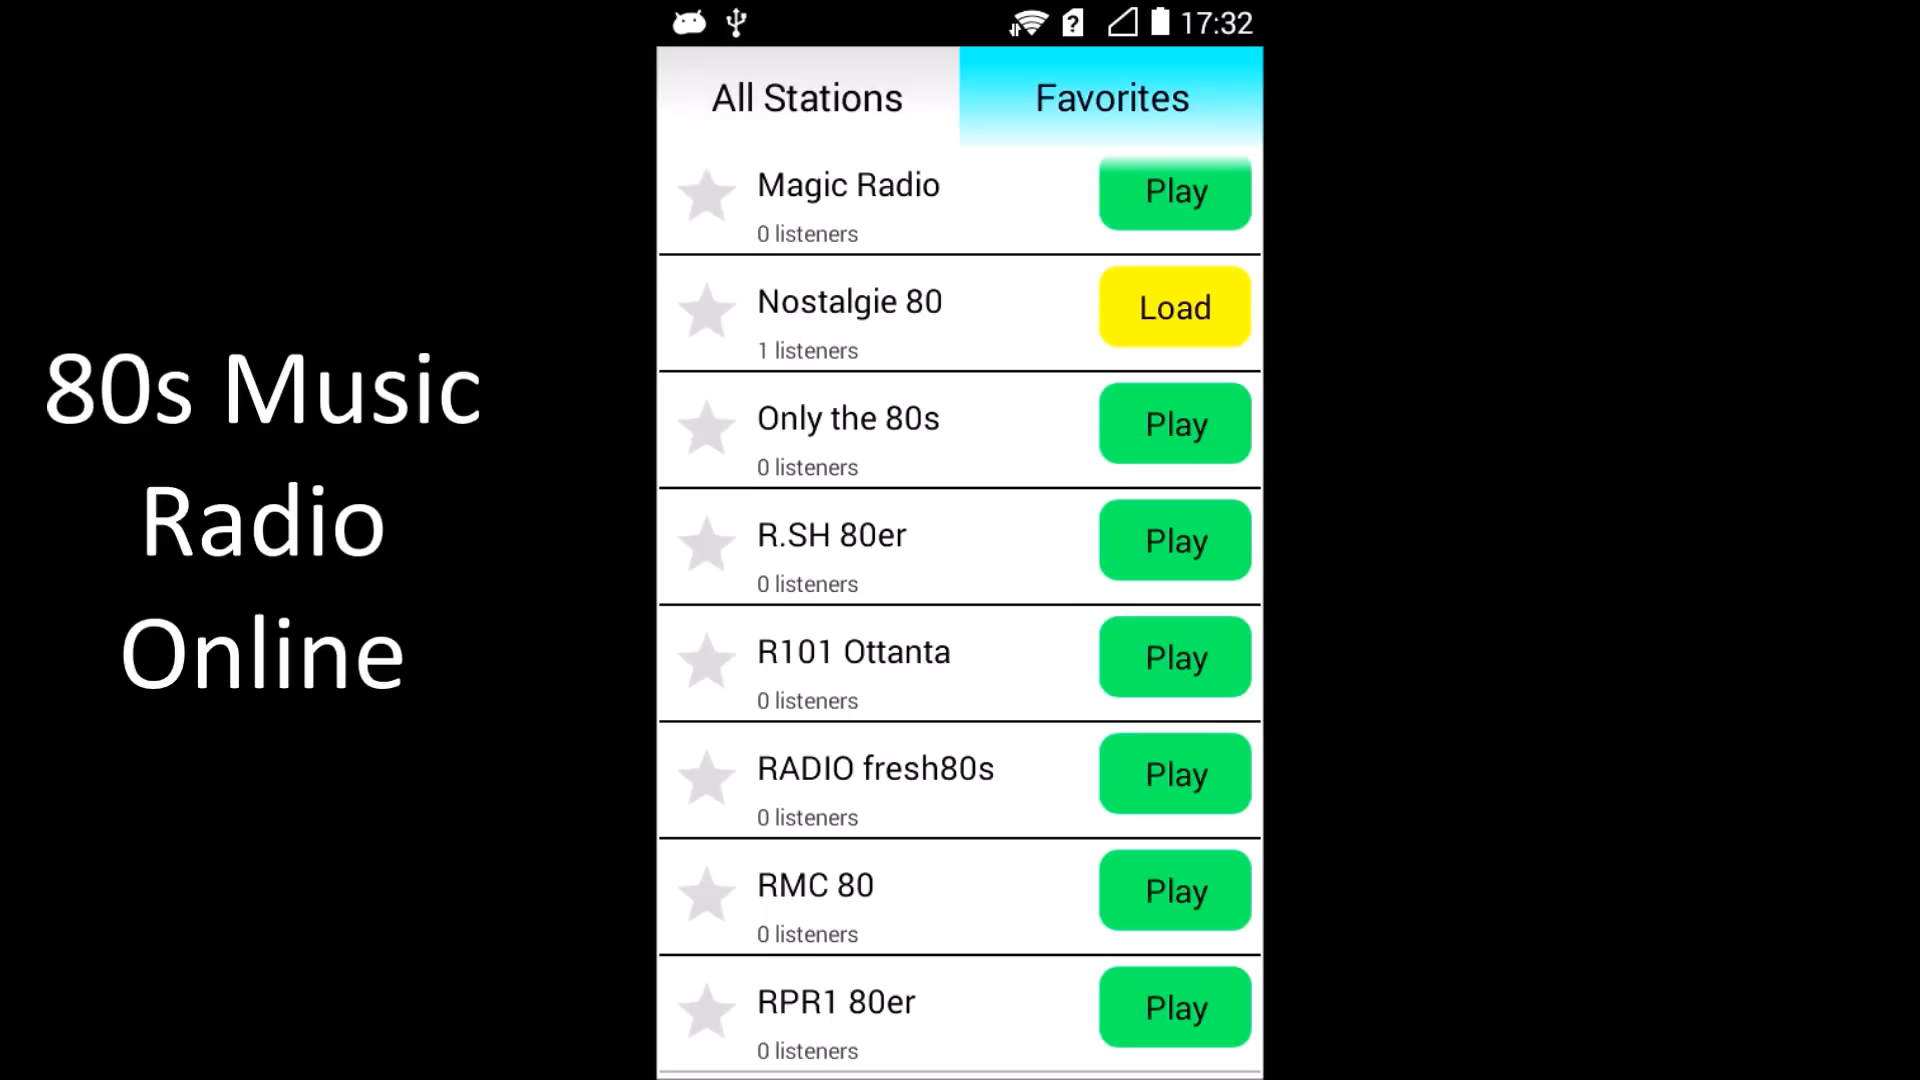 80s Music
Radio
Online
17:32
All Stations
Favorites
Magic Radio
Play
0 listeners
Nostalgie 80
Load
1 listeners
Only the 80s
Play
0 listeners
R.SH 80er
Play
0 listeners
R101 Ottanta
Play
0 listeners
RADIO fresh80s
Play
0 listeners
RMC 80
Play
0 listeners
RPR1 80er
Play
0 listeners